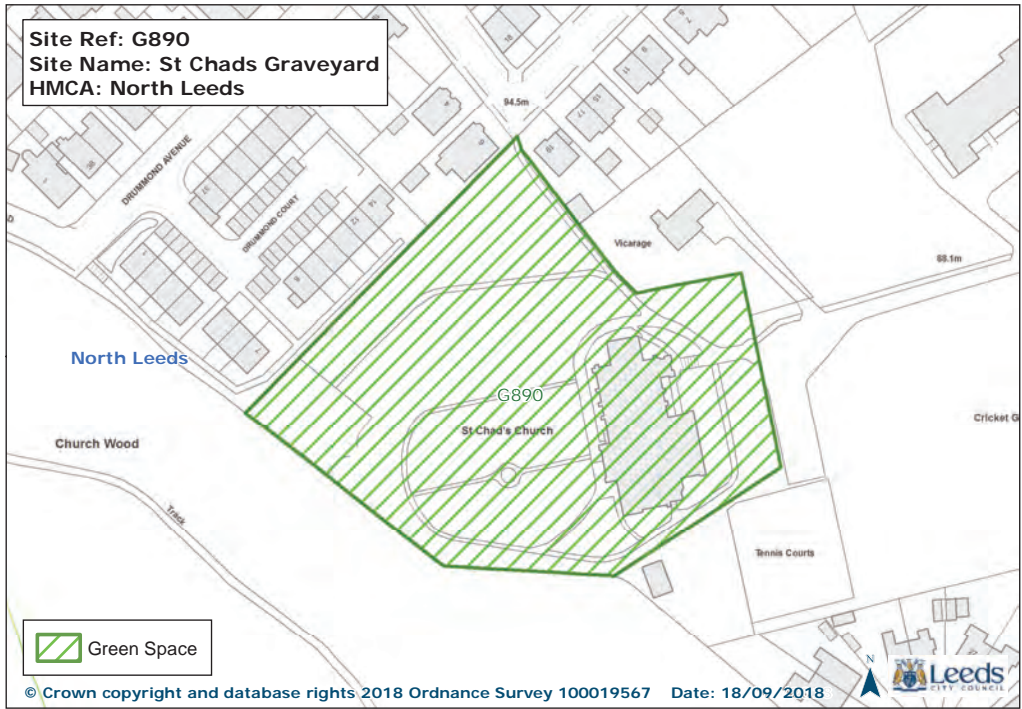 Site Ref: G890
Site Name: St Chads Graveyard
HMCA: North Leeds
94.5m
DRUMMOND AVENUE
DRUMMOND COURT
Vicarage
88.1m
North Leeds
G890
St Chad's Church
Church Wood
Cricket G
Track
Tennis Courts
Green Space
N
Leeds
CITY COUNCIL
© Crown copyright and database rights 2018 Ordnance Survey 100019567 Date: 18/09/2018